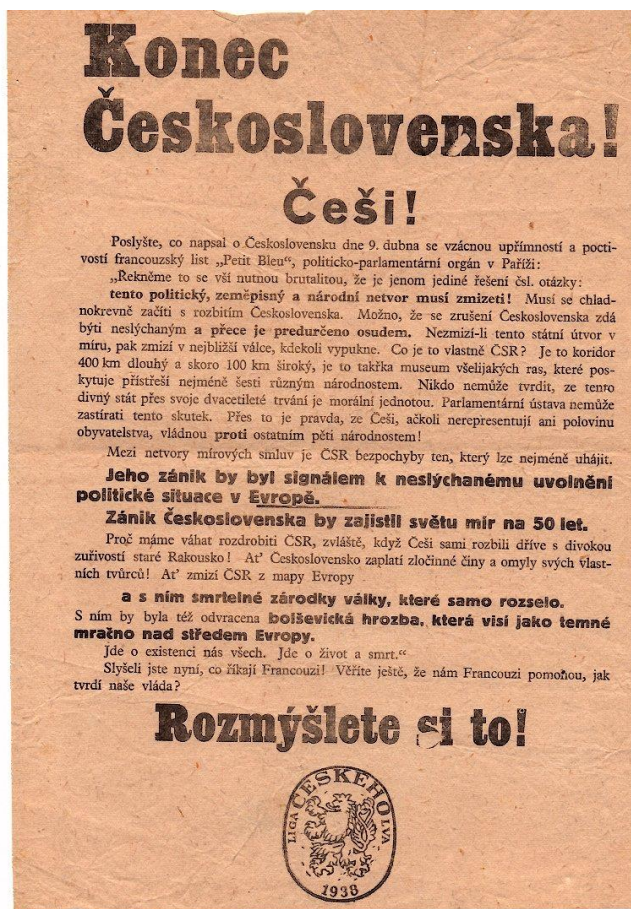 Konec
Československa!
Češi!
Poslyšte, co napsal o Československu dne 9. dubna se vzácnou upřímností a pocti-
vostí francouzský list „Petit Bleu“, politicko-parlamentární orgán v Paříži:
„Rekněme to se vší nutnou brutalitou, že je jenom jediné řešení čsl. otázky:
tento politický, zeměpisný a národní netvor musí zmizeti! Musí se chlad-
nokrevně začíti s rozbitím Československa. Možno, že se zrušení Československa zdá
býti neslýchaným a přece je predurčeno osudem. Nezmizí-li tento státní útvor v
míru, pak zmizí v nejbližší válce, kdekoli vypukne. Co je to vlastně ČSR? Je to koridor
400 km dlouhý a skoro 100 km široký, je to takřka museum všelijakých ras, které pos-
kytuje přístřeší nejméně šesti různým národnostem. Nikdo nemůže tvrdit, ze tento
divný stát přes svoje dvacetileté trvání je morální jednotou. Parlamentární ústava nemůže
zastírati tento skutek. Přes to je pravda, ze Češi, ačkoli nerepresentují ani polovinu
obyvatelstva, vládnou proti ostatním pěti národnostem!
Mezi netvory mírových smluv je ČSR bezpochyby ten, který lze nejméně uhájit.
Jeho zánik by byl signálem k neslýchanému uvolnění
politické situace v Evropě.
Zánik Československa by zajistil světu mír na 50 let.
Proč máme váhat rozdrobiti ČSR, zvláště, když Češi sami rozbili dříve s divokou
zuřivostí staré Rakousko! Ať Československo zaplatí zločinné činy a omyly svých vlast-
ních tvůrců! Ať zmizí ČSR z mapy Evropy
a s ním smrtelné zárodky války, které samo rozselo.
S ním by byla též odvracena bolševická hrozba, která visí jako temné
mračno nad středem Evropy.
Jde o existenci nás všech. Jde o život a smrt.“
Slyšeli jste nyní, co říkají Francouzi! Věříte ještě, že nám Francouzi pomohou, jak
tvrdí naše vláda?
Rozmýšlete si to!
LIGA ČESKÉHO LVA
1938